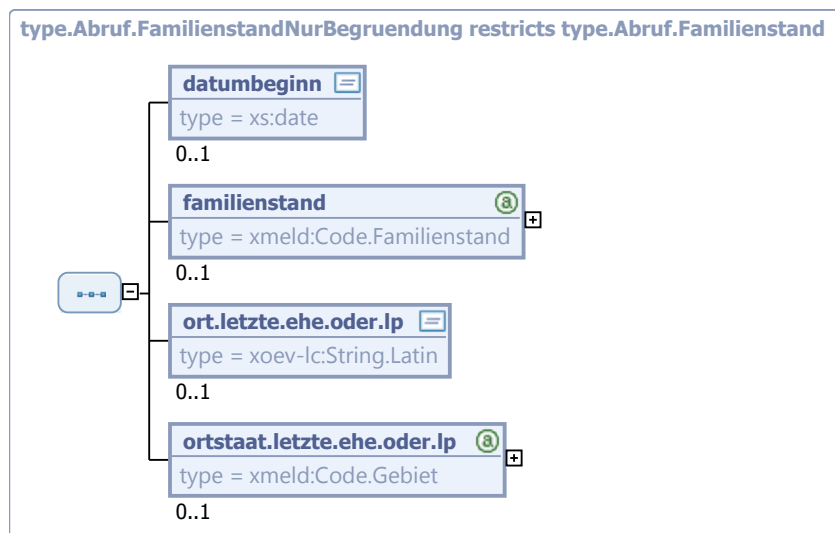 type.Abruf.FamilienstandNurBegruendung restricts type.Abruf.Familienstand
datumbeginn
type = xs:date
0..1
familienstand
type = xmeld:Code.Familienstand
0..1
ort.letzte.ehe.oder.lp
type = xoev-lc:String.Latin
0..1
ortstaat.letzte.ehe.oder.lp
type = xmeld:Code.Gebiet
0..1